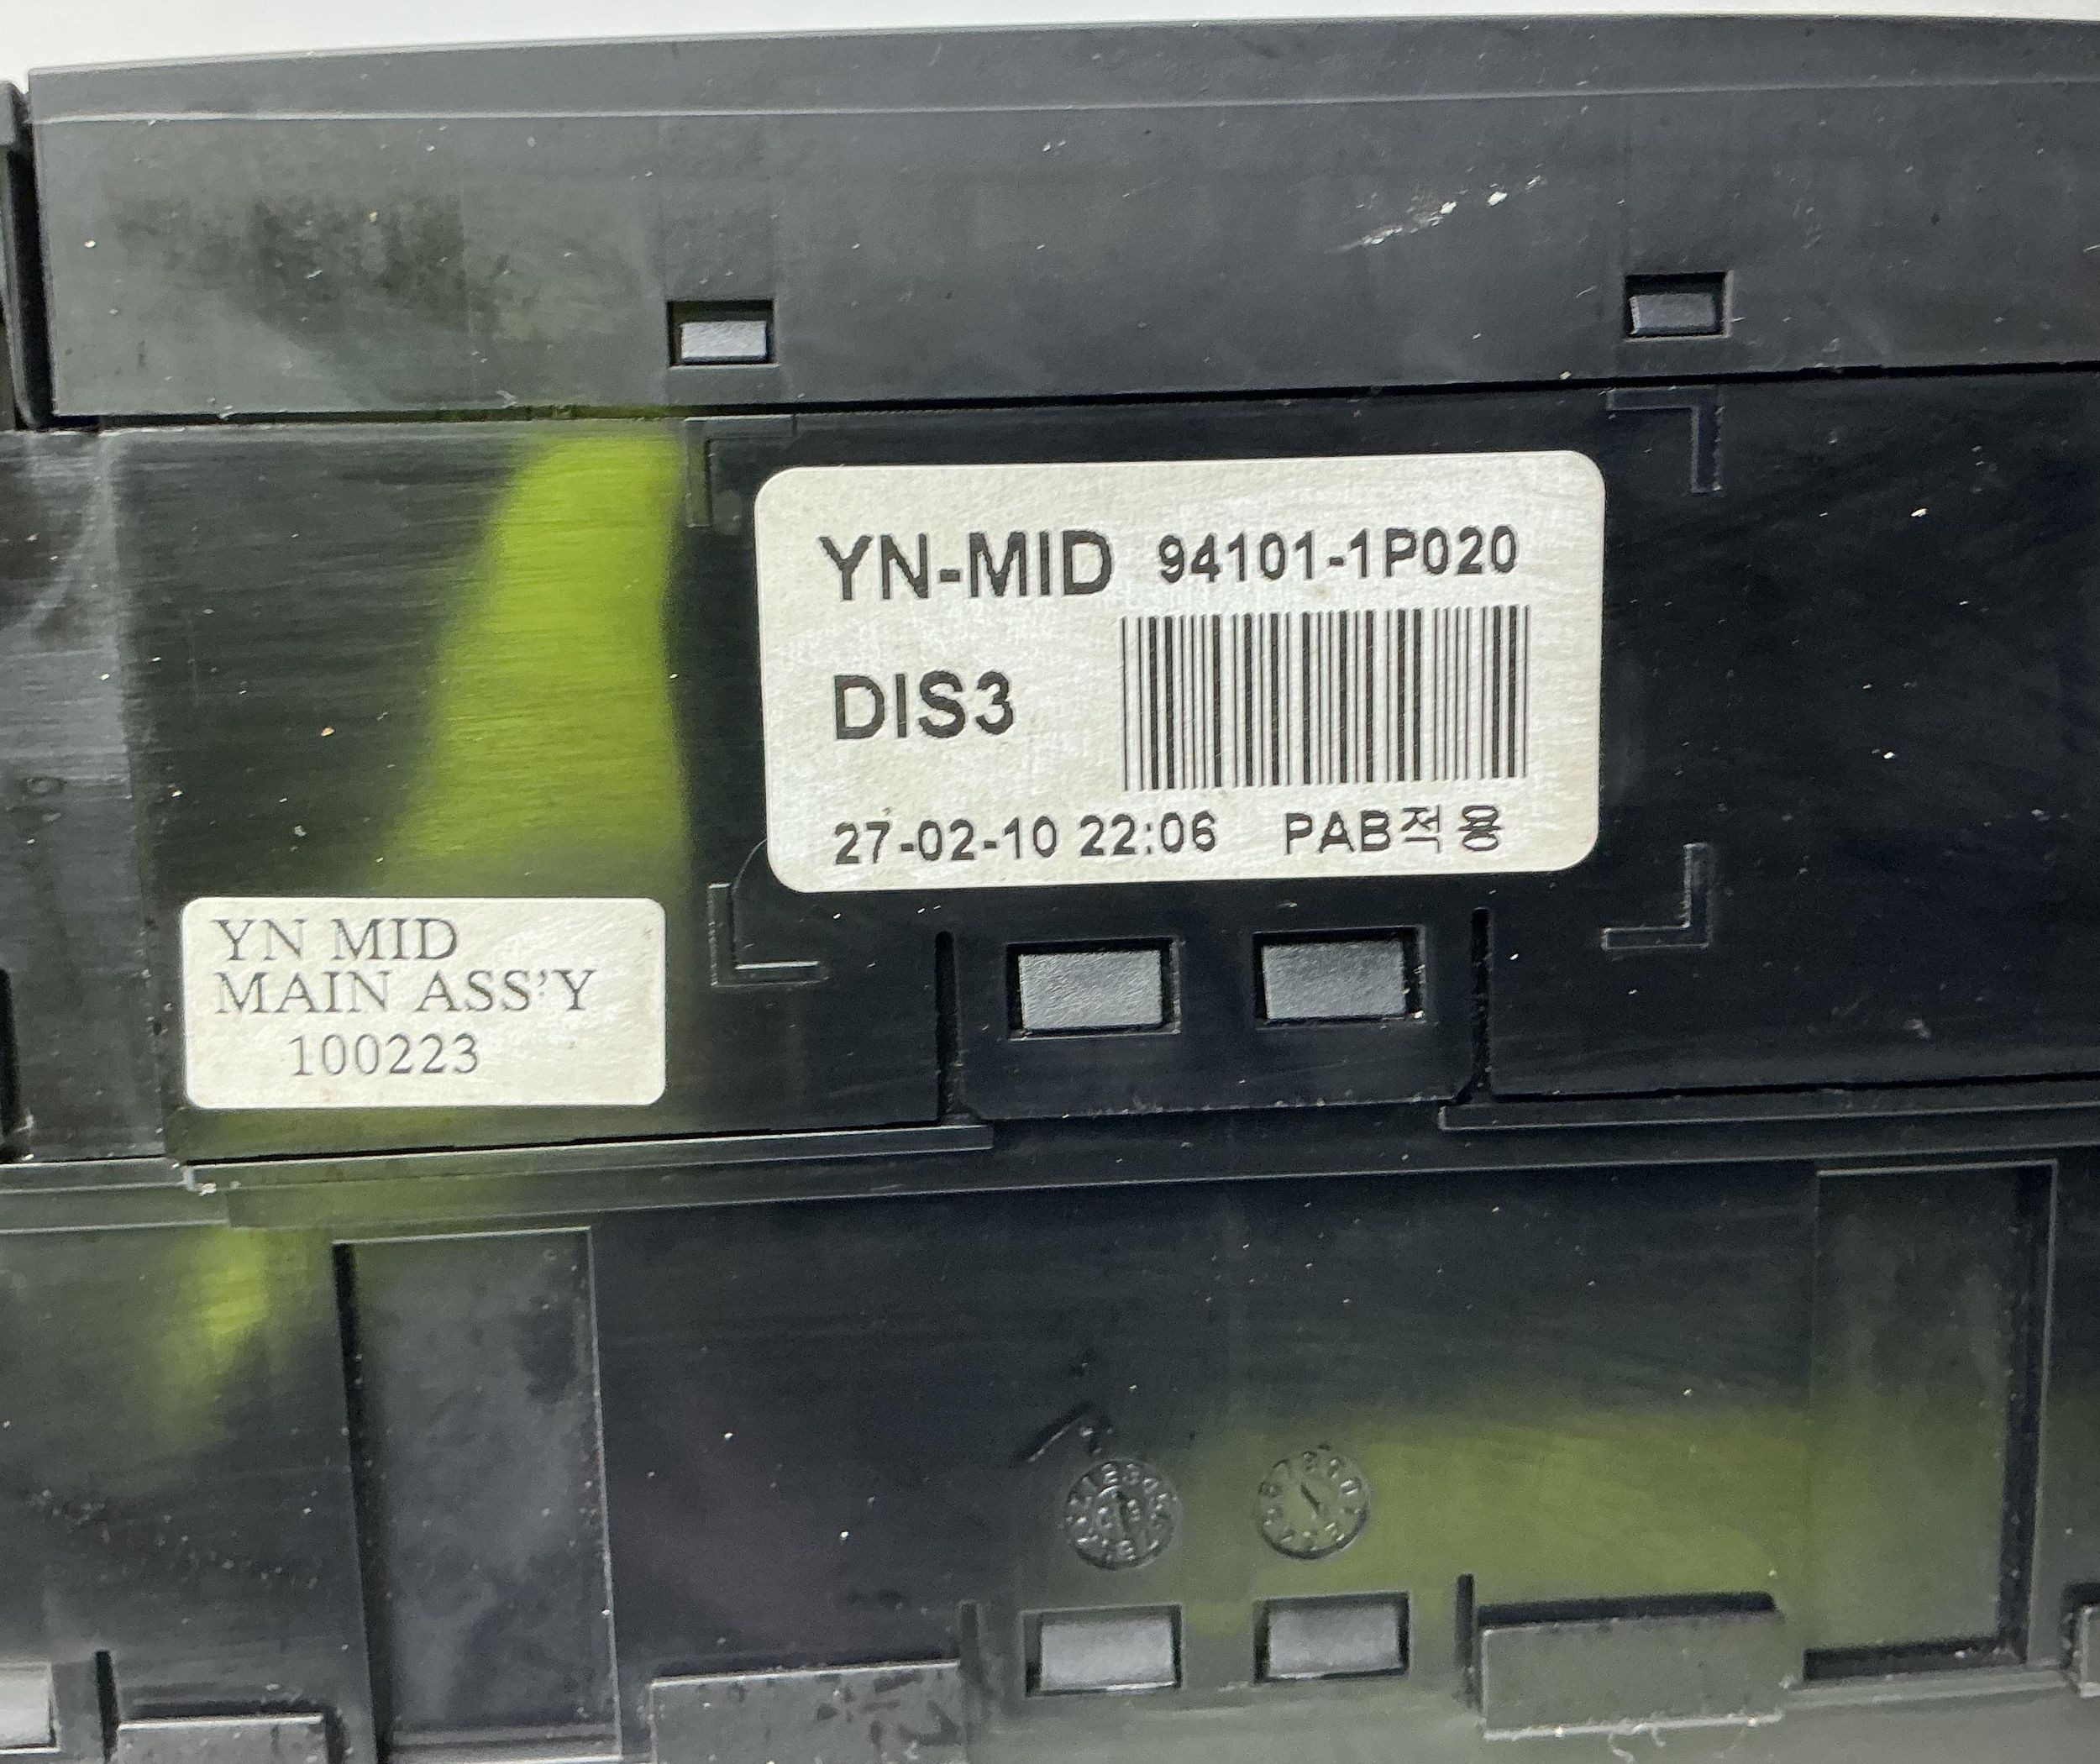 YN-MID 94101-1P020
DIS3
27-02-10 22:06 PAB적용
YN MID
MAIN ASS'Y
100223